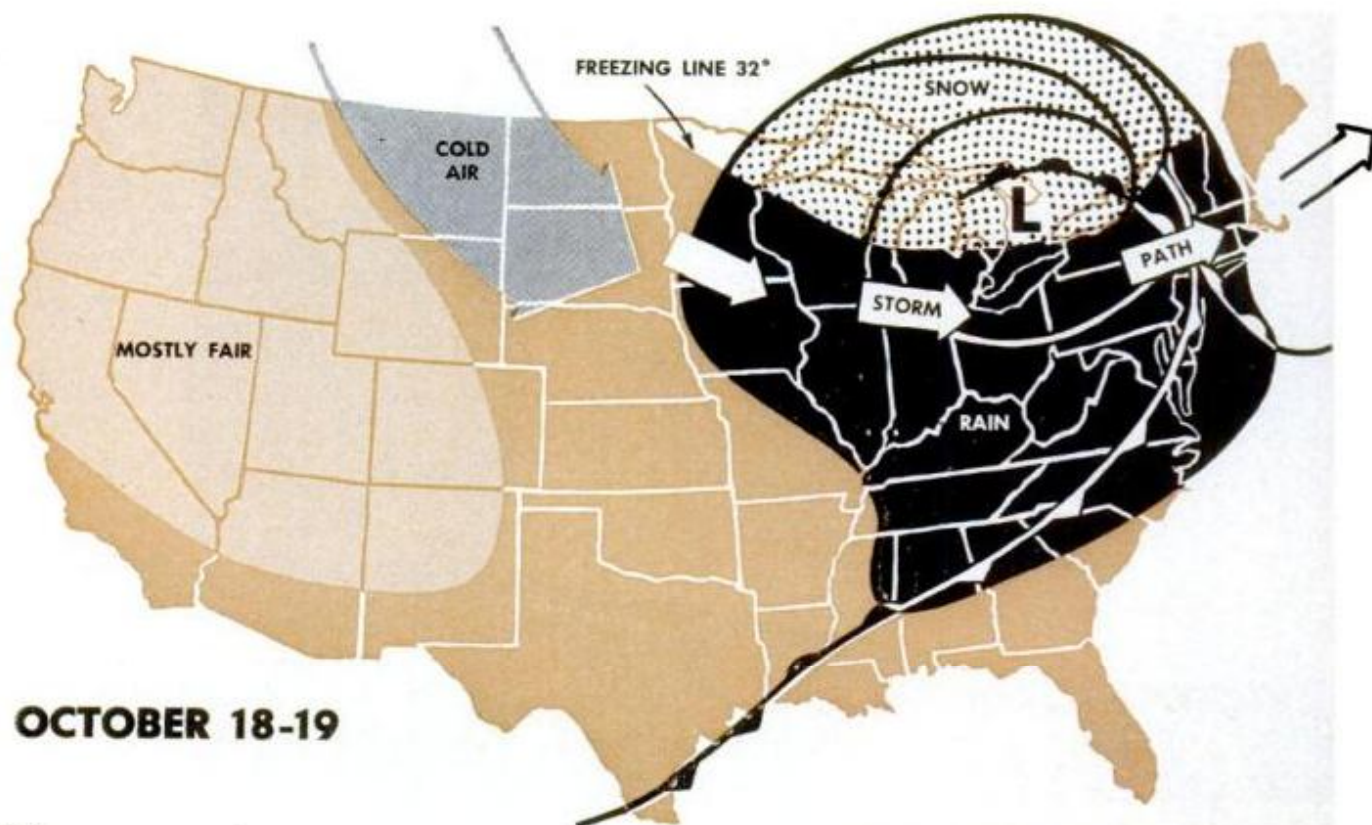 FREEZING LINE 32°
SNOW
COLD
AIR
L
PATH
STORM
MOSTLY FAIR
RAIN
OCTOBER 18-19